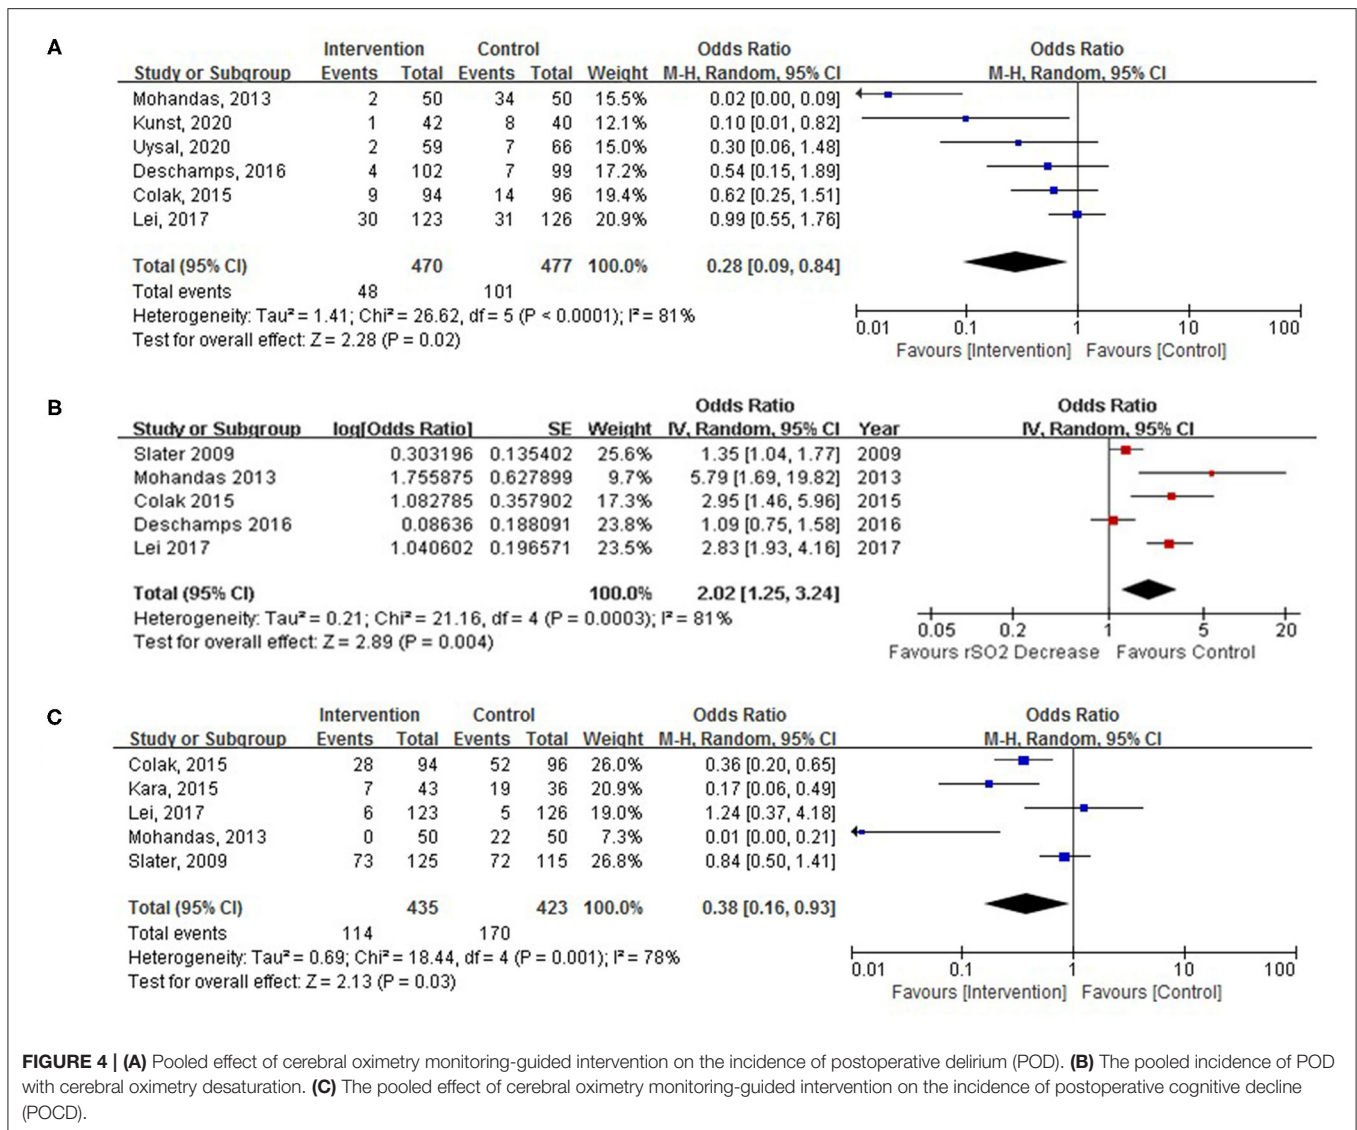 A
Intervention Control Odds Ratio Odds Ratio
Study or Subgroup Events Total Events Total Weight M-H, Random, 95% CI M-H, Random, 95% CI
Mohandas, 2013 2 50 34 50 15.5% 0.02 [0.00, 0.09]
Kunst, 2020 1 42 8 40 12.1% 0.10 [0.01, 0.82]
Uysal, 2020 2 59 7 66 15.0% 0.30 [0.06, 1.48]
Deschamps, 2016 4 102 7 99 17.2% 0.54 [0.15, 1.89]
Colak, 2015 9 94 14 96 19.4% 0.62 [0.25, 1.51]
Lei, 2017 30 123 31 126 20.9% 0.99 [0.55, 1.76]
Total (95% CI) 470 477 100.0% 0.28 [0.09, 0.84]
Total events 48 101
Heterogeneity: Tau² = 1.41; Chi² = 26.62, df = 5 (P < 0.0001); I² = 81%
Test for overall effect: Z = 2.28 (P = 0.02)
0.01 0.1 1 10 100
Favours [Intervention] Favours [Control]
B
Odds Ratio Odds Ratio
Study or Subgroup log[Odds Ratio] SE Weight IV, Random, 95% CI Year IV, Random, 95% CI
Slater 2009 0.303196 0.135402 25.6% 1.35 [1.04, 1.77] 2009
Mohandas 2013 1.755875 0.627899 9.7% 5.79 [1.69, 19.82] 2013
Colak 2015 1.082785 0.357902 17.3% 2.95 [1.46, 5.96] 2015
Deschamps 2016 0.08636 0.188091 23.8% 1.09 [0.75, 1.58] 2016
Lei 2017 1.040602 0.196571 23.5% 2.83 [1.93, 4.16] 2017
Total (95% CI) 100.0% 2.02 [1.25, 3.24]
Heterogeneity: Tau² = 0.21; Chi² = 21.16, df = 4 (P = 0.0003); I² = 81%
Test for overall effect: Z = 2.89 (P = 0.004)
0.05 0.2 1 5 20
Favours rSO2 Decrease Favours Control
C
Intervention Control Odds Ratio Odds Ratio
Study or Subgroup Events Total Events Total Weight M-H, Random, 95% CI M-H, Random, 95% CI
Colak, 2015 28 94 52 96 26.0% 0.36 [0.20, 0.65]
Kara, 2015 7 43 19 36 20.9% 0.17 [0.06, 0.49]
Lei, 2017 6 123 5 126 19.0% 1.24 [0.37, 4.18]
Mohandas, 2013 0 50 22 50 7.3% 0.01 [0.00, 0.21]
Slater, 2009 73 125 72 115 26.8% 0.84 [0.50, 1.41]
Total (95% CI) 435 423 100.0% 0.38 [0.16, 0.93]
Total events 114 170
Heterogeneity: Tau² = 0.69; Chi² = 18.44, df = 4 (P = 0.001); I² = 78%
Test for overall effect: Z = 2.13 (P = 0.03)
0.01 0.1 1 10 100
Favours [Intervention] Favours [Control]
FIGURE 4 | (A) Pooled effect of cerebral oximetry monitoring-guided intervention on the incidence of postoperative delirium (POD). (B) The pooled incidence of POD
with cerebral oximetry desaturation. (C) The pooled effect of cerebral oximetry monitoring-guided intervention on the incidence of postoperative cognitive decline
(POCD).